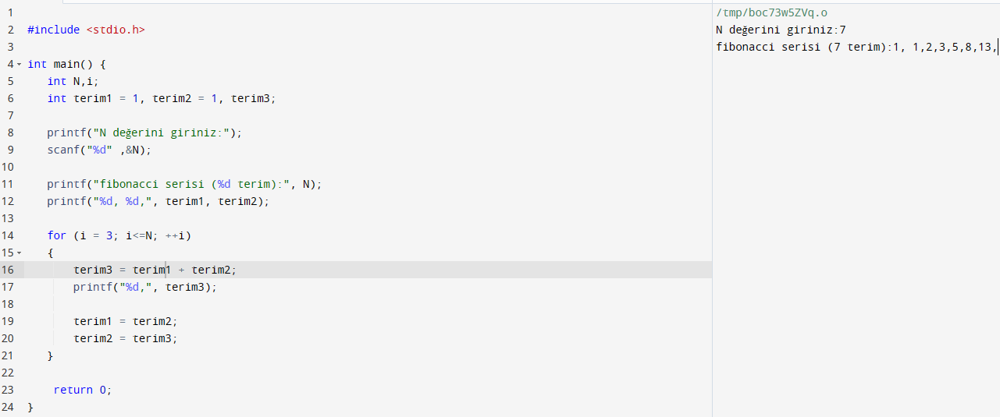 1
2 #include <stdio.h>
3
4 int main() {
5 int N,i;
6 int terim1 = 1, terim2 = 1, terim3;
7
8 printf("N değerini giriniz:");
9 scanf("%d" ,&N);
10
11 printf("fibonacci serisi (%d terim):", N);
12 printf("%d, %d,", terim1, terim2);
13
14 for (i = 3; i<=N; ++i)
15 {
16 terim3 = terim1 + terim2;
17 printf("%d,", terim3);
18
19 terim1 = terim2;
20 terim2 = terim3;
21 }
22
23 return 0;
24 }
/tmp/boc73w5ZVq.o
N değerini giriniz:7
fibonacci serisi (7 terim):1, 1,2,3,5,8,13,